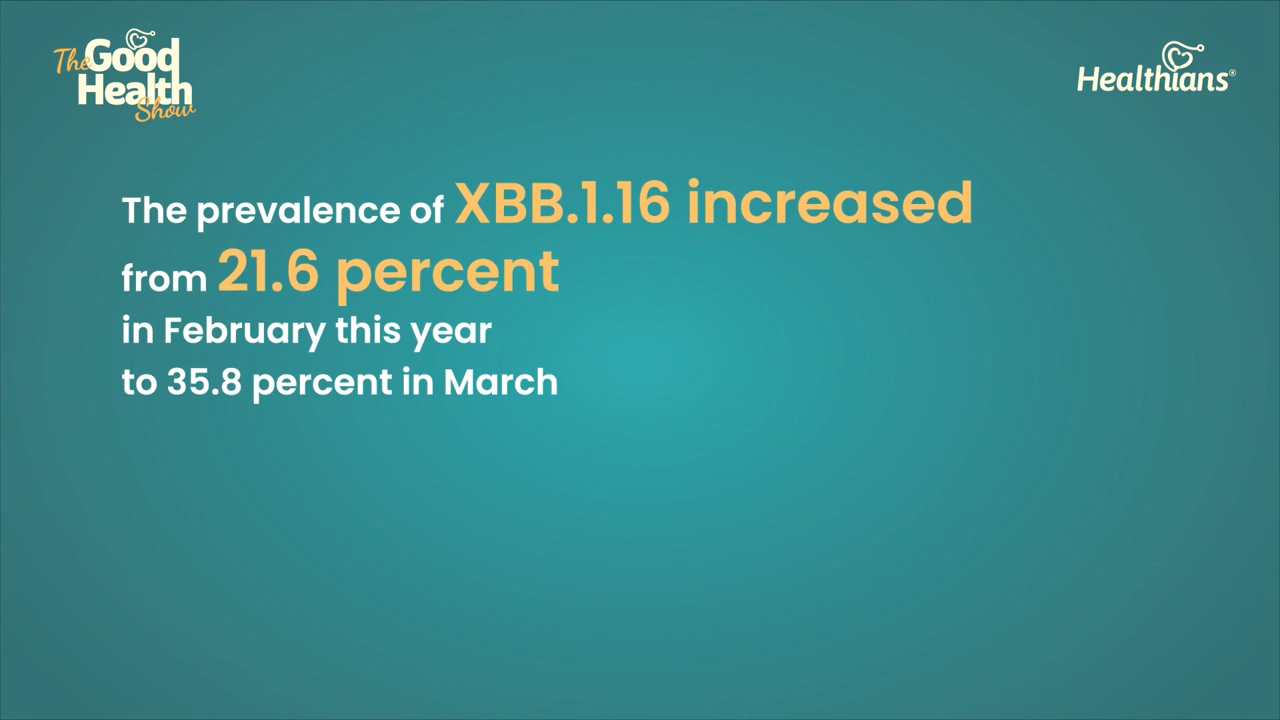 The Good
Health
Show
Healthians®
The prevalence of XBB.1.16 increased
from 21.6 percent
in February this year
to 35.8 percent in March